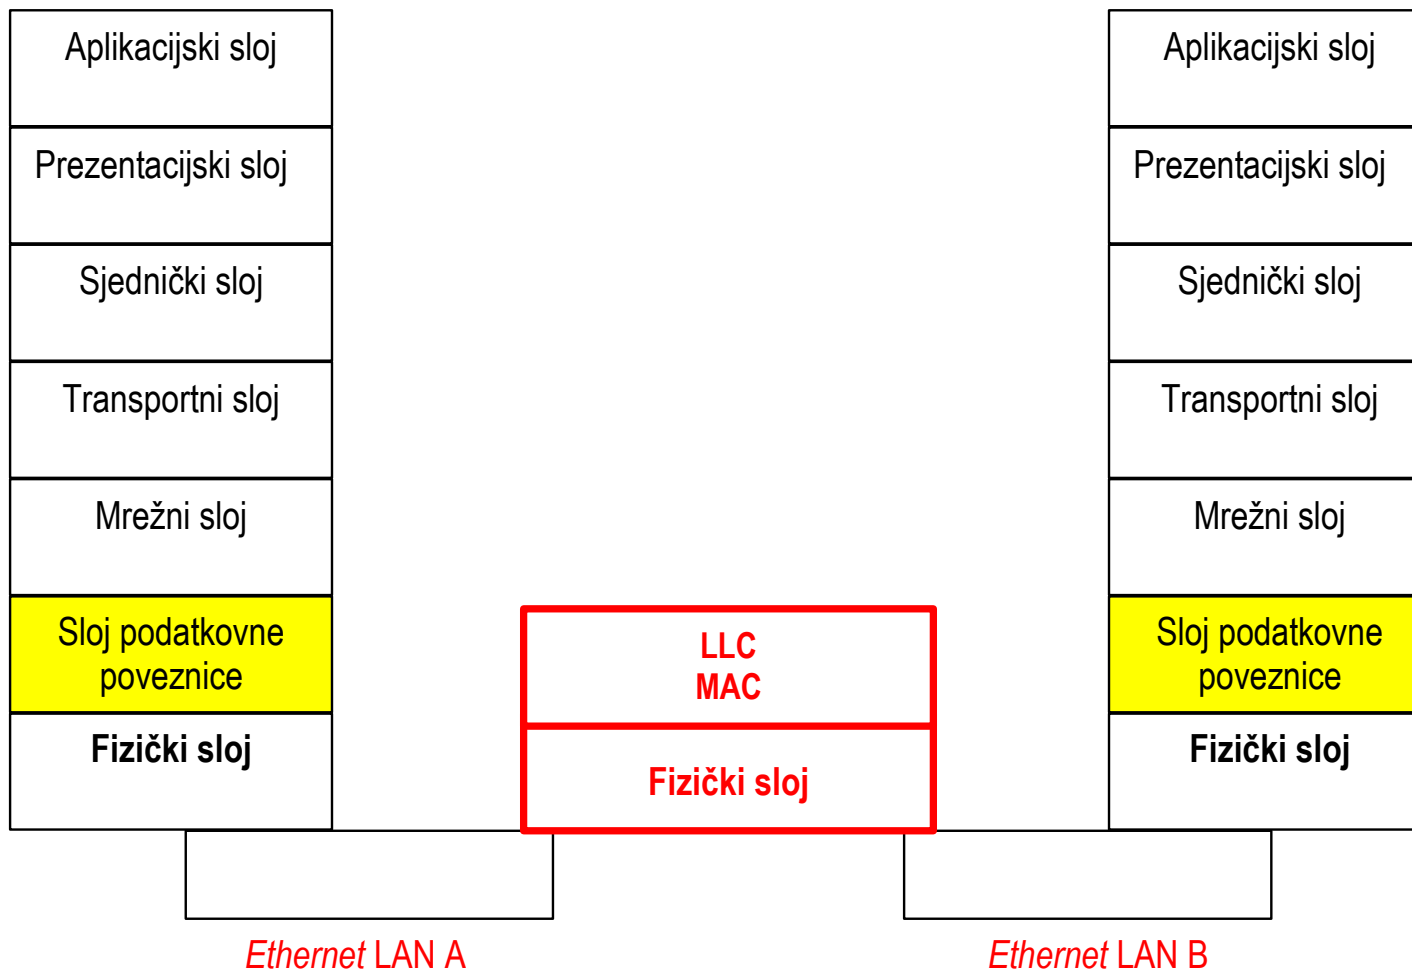 Aplikacijski sloj
Prezentacijski sloj
Sjednički sloj
Transportni sloj
Mrežni sloj
Sloj podatkovne
poveznice
Fizički sloj
LLC
MAC
Fizički sloj
Aplikacijski sloj
Prezentacijski sloj
Sjednički sloj
Transportni sloj
Mrežni sloj
Sloj podatkovne
poveznice
Fizički sloj
Ethernet LAN A
Ethernet LAN B